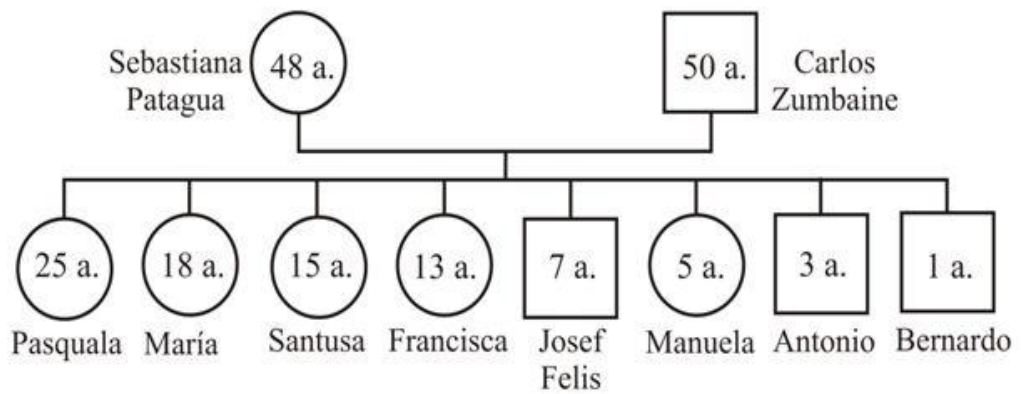 Sebastiana
Patagua
48 a.
50 a.
Carlos
Zumbaine
25 a.
18 a.
15 a.
13 a.
7 a.
5 a.
3 a.
1 a.
Pasquala
María
Santusa
Francisca
Josef
Felis
Manuela
Antonio
Bernardo